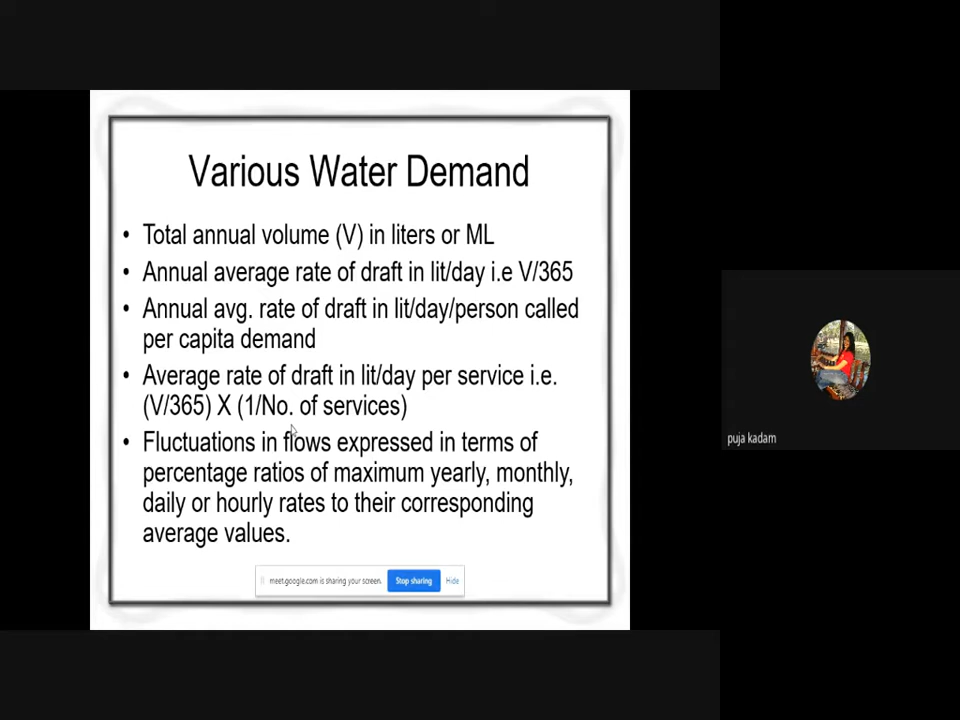 Various Water Demand
• Total annual volume (V) in liters or ML
• Annual average rate of draft in lit/day i.e V/365
• Annual avg. rate of draft in lit/day/person called
per capita demand
• Average rate of draft in lit/day per service i.e.
(V/365) X (1/No. of services)
• Fluctuations in flows expressed in terms of
percentage ratios of maximum yearly, monthly,
daily or hourly rates to their corresponding
average values.
meet.google.com is sharing your screen. Stop sharing Hide
puja kadam